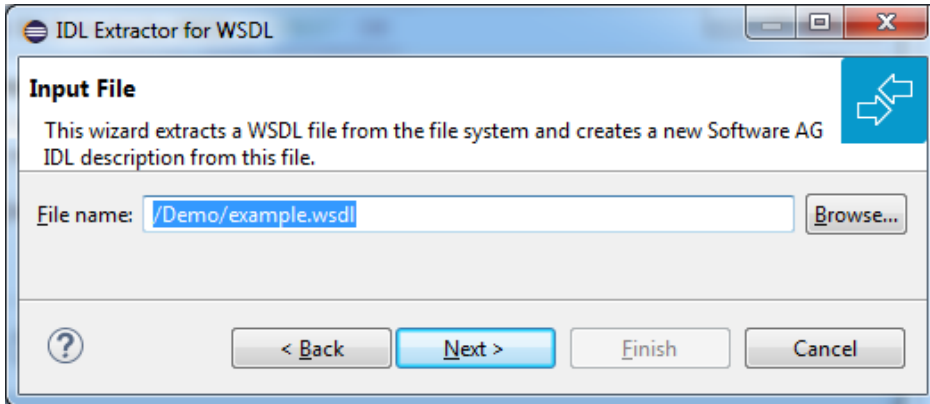 IDL Extractor for WSDL
Input File
This wizard extracts a WSDL file from the file system and creates a new Software AG
IDL description from this file.
File name: /Demo/example.wsdl Browse...
? < Back Next > Finish Cancel